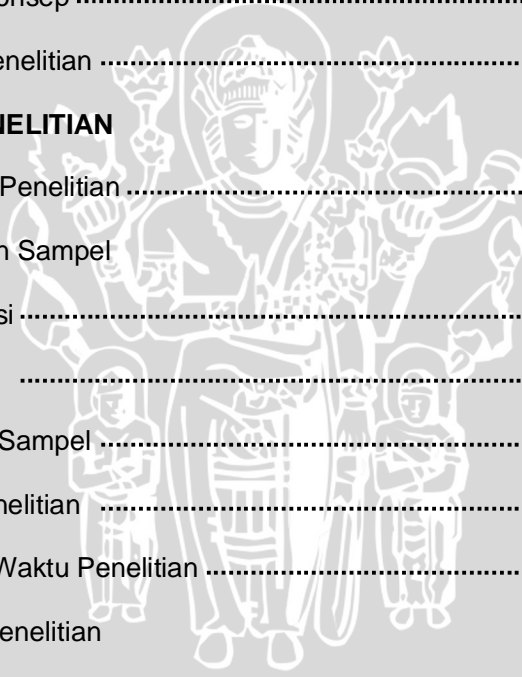 onsep ........................................................................
enelitian ....................................................................
NELITIAN
Penelitian ................................................................
n Sampel
si ................................................................................
................................................................................
Sampel ....................................................................
nelitian ....................................................................
Waktu Penelitian ..................................................
enelitian